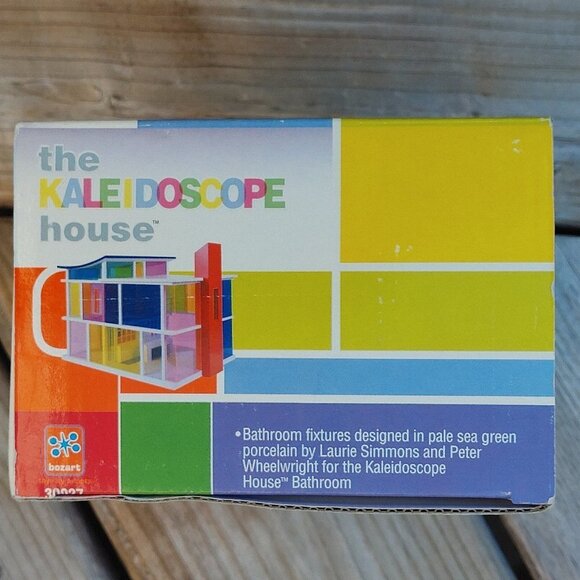 the
KALEIDOSCOPE
house™
•Bathroom fixtures designed in pale sea green
porcelain by Laurie Simmons and Peter
Wheelwright for the Kaleidoscope
House™ Bathroom
bozart
30927